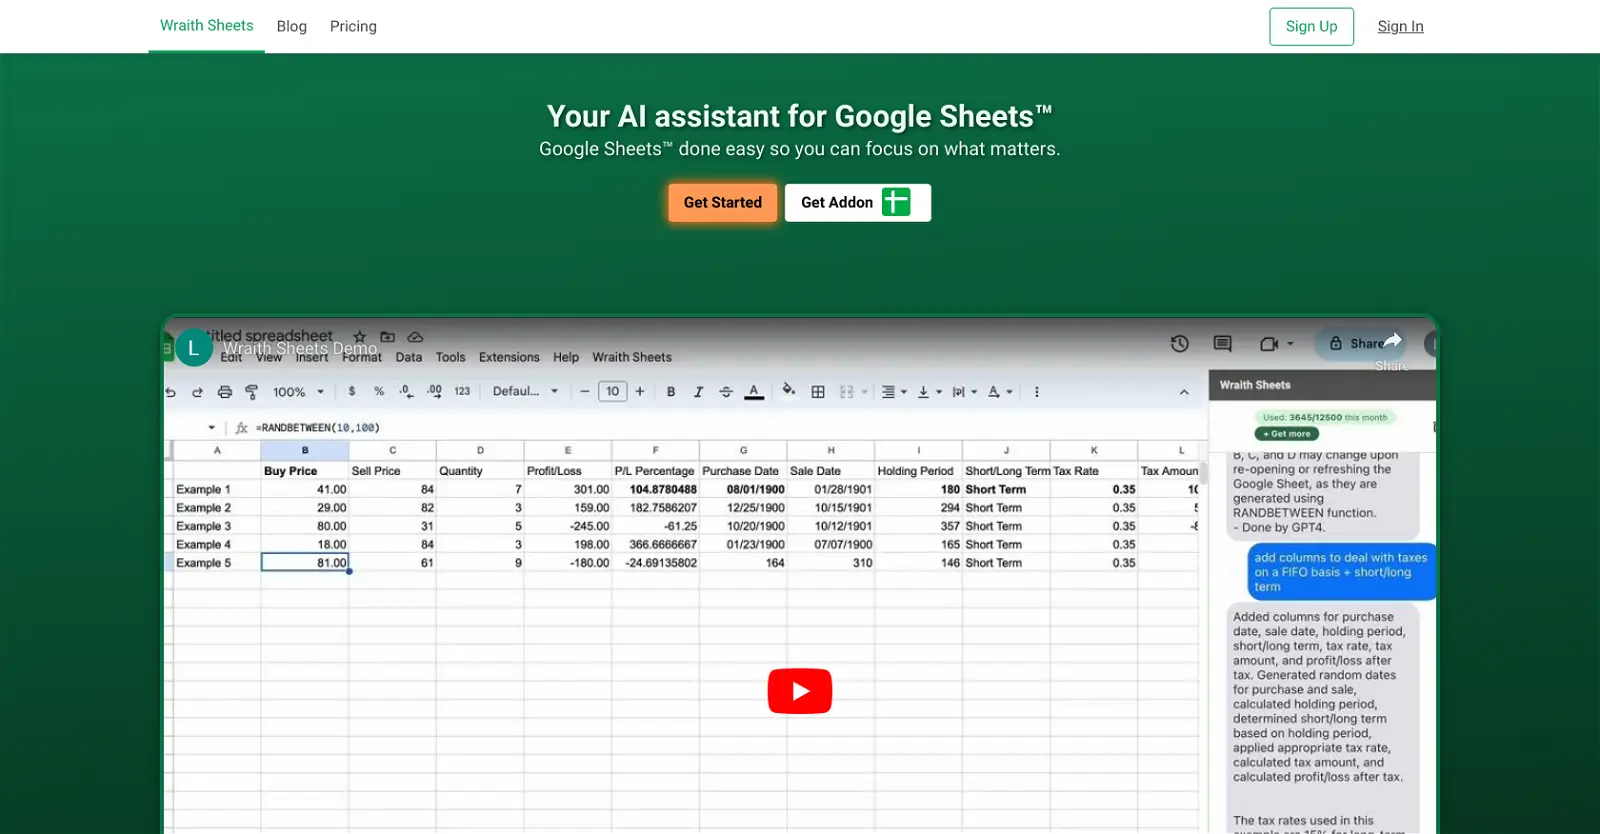 Wraith Sheets Blog Pricing Sign Up Sign In
Your AI assistant for Google Sheets™
Google Sheets™ done easy so you can focus on what matters.
Get Started Get Addon
titled spreadsheet
L Wraith Sheets Demo
Edit View Insert Format Data Tools Extensions Help Wraith Sheets
Share
Share
100% $ % .0 .00 123 Defaul... − 10 + B I A
fx =RANDBETWEEN(10,100)
A B C D E F G H I J K L
Buy Price Sell Price Quantity Profit/Loss P/L Percentage Purchase Date Sale Date Holding Period Short/Long Term Tax Rate Tax Amoun
Example 1 41.00 84 7 301.00 104.8780488 08/01/1900 01/28/1901 180 Short Term 0.35 10
Example 2 29.00 82 3 159.00 182.7586207 12/25/1900 10/15/1901 294 Short Term 0.35
Example 3 80.00 31 5 -245.00 -61.25 10/20/1900 10/12/1901 357 Short Term 0.35
Example 4 18.00 84 3 198.00 366.6666667 01/23/1900 07/07/1900 165 Short Term 0.35
Example 5 81.00 61 9 -180.00 -24.69135802 164 310 146 Short Term 0.35
Wraith Sheets
Used: 3645/12500 this month
+ Get more
B, C, and D may change upon
re-opening or refreshing the
Google Sheet, as they are
generated using
RANDBETWEEN function.
- Done by GPT4.
add columns to deal with taxes
on a FIFO basis + short/long
term
Added columns for purchase
date, sale date, holding period,
short/long term, tax rate, tax
amount, and profit/loss after
tax. Generated random dates
for purchase and sale,
calculated holding period,
determined short/long term
based on holding period,
applied appropriate tax rate,
calculated tax amount, and
calculated profit/loss after tax.
The tax rates used in this